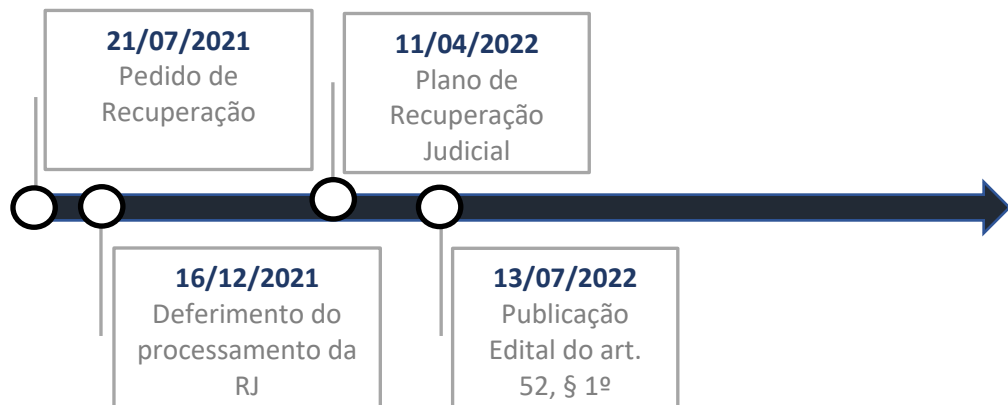 21/07/2021
Pedido de
Recuperação
11/04/2022
Plano de
Recuperação
Judicial
16/12/2021
Deferimento do
processamento da
RJ
13/07/2022
Publicação
Edital do art.
52, § 1º